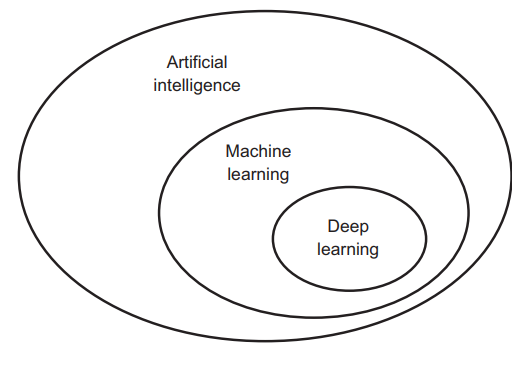 Artificial
intelligence
Machine
learning
Deep
learning